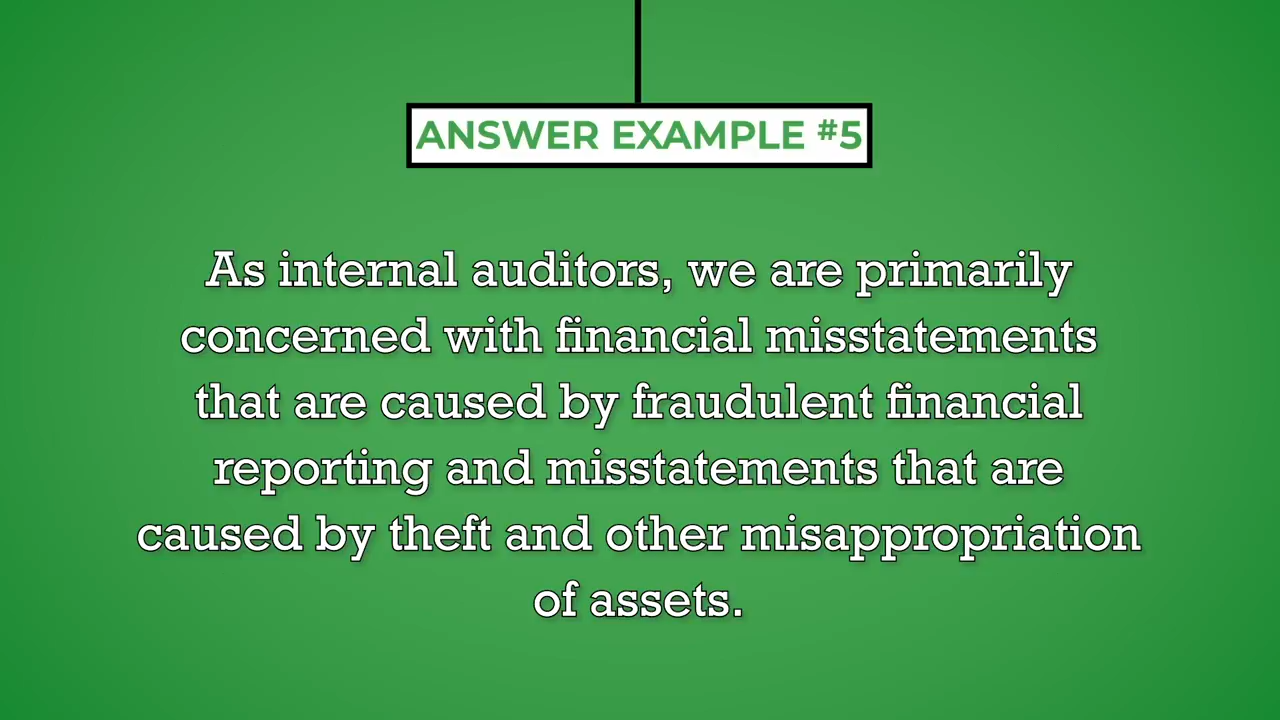 ANSWER EXAMPLE #5
As internal auditors, we are primarily
concerned with financial misstatements
that are caused by fraudulent financial
reporting and misstatements that are
caused by theft and other misappropriation
of assets.